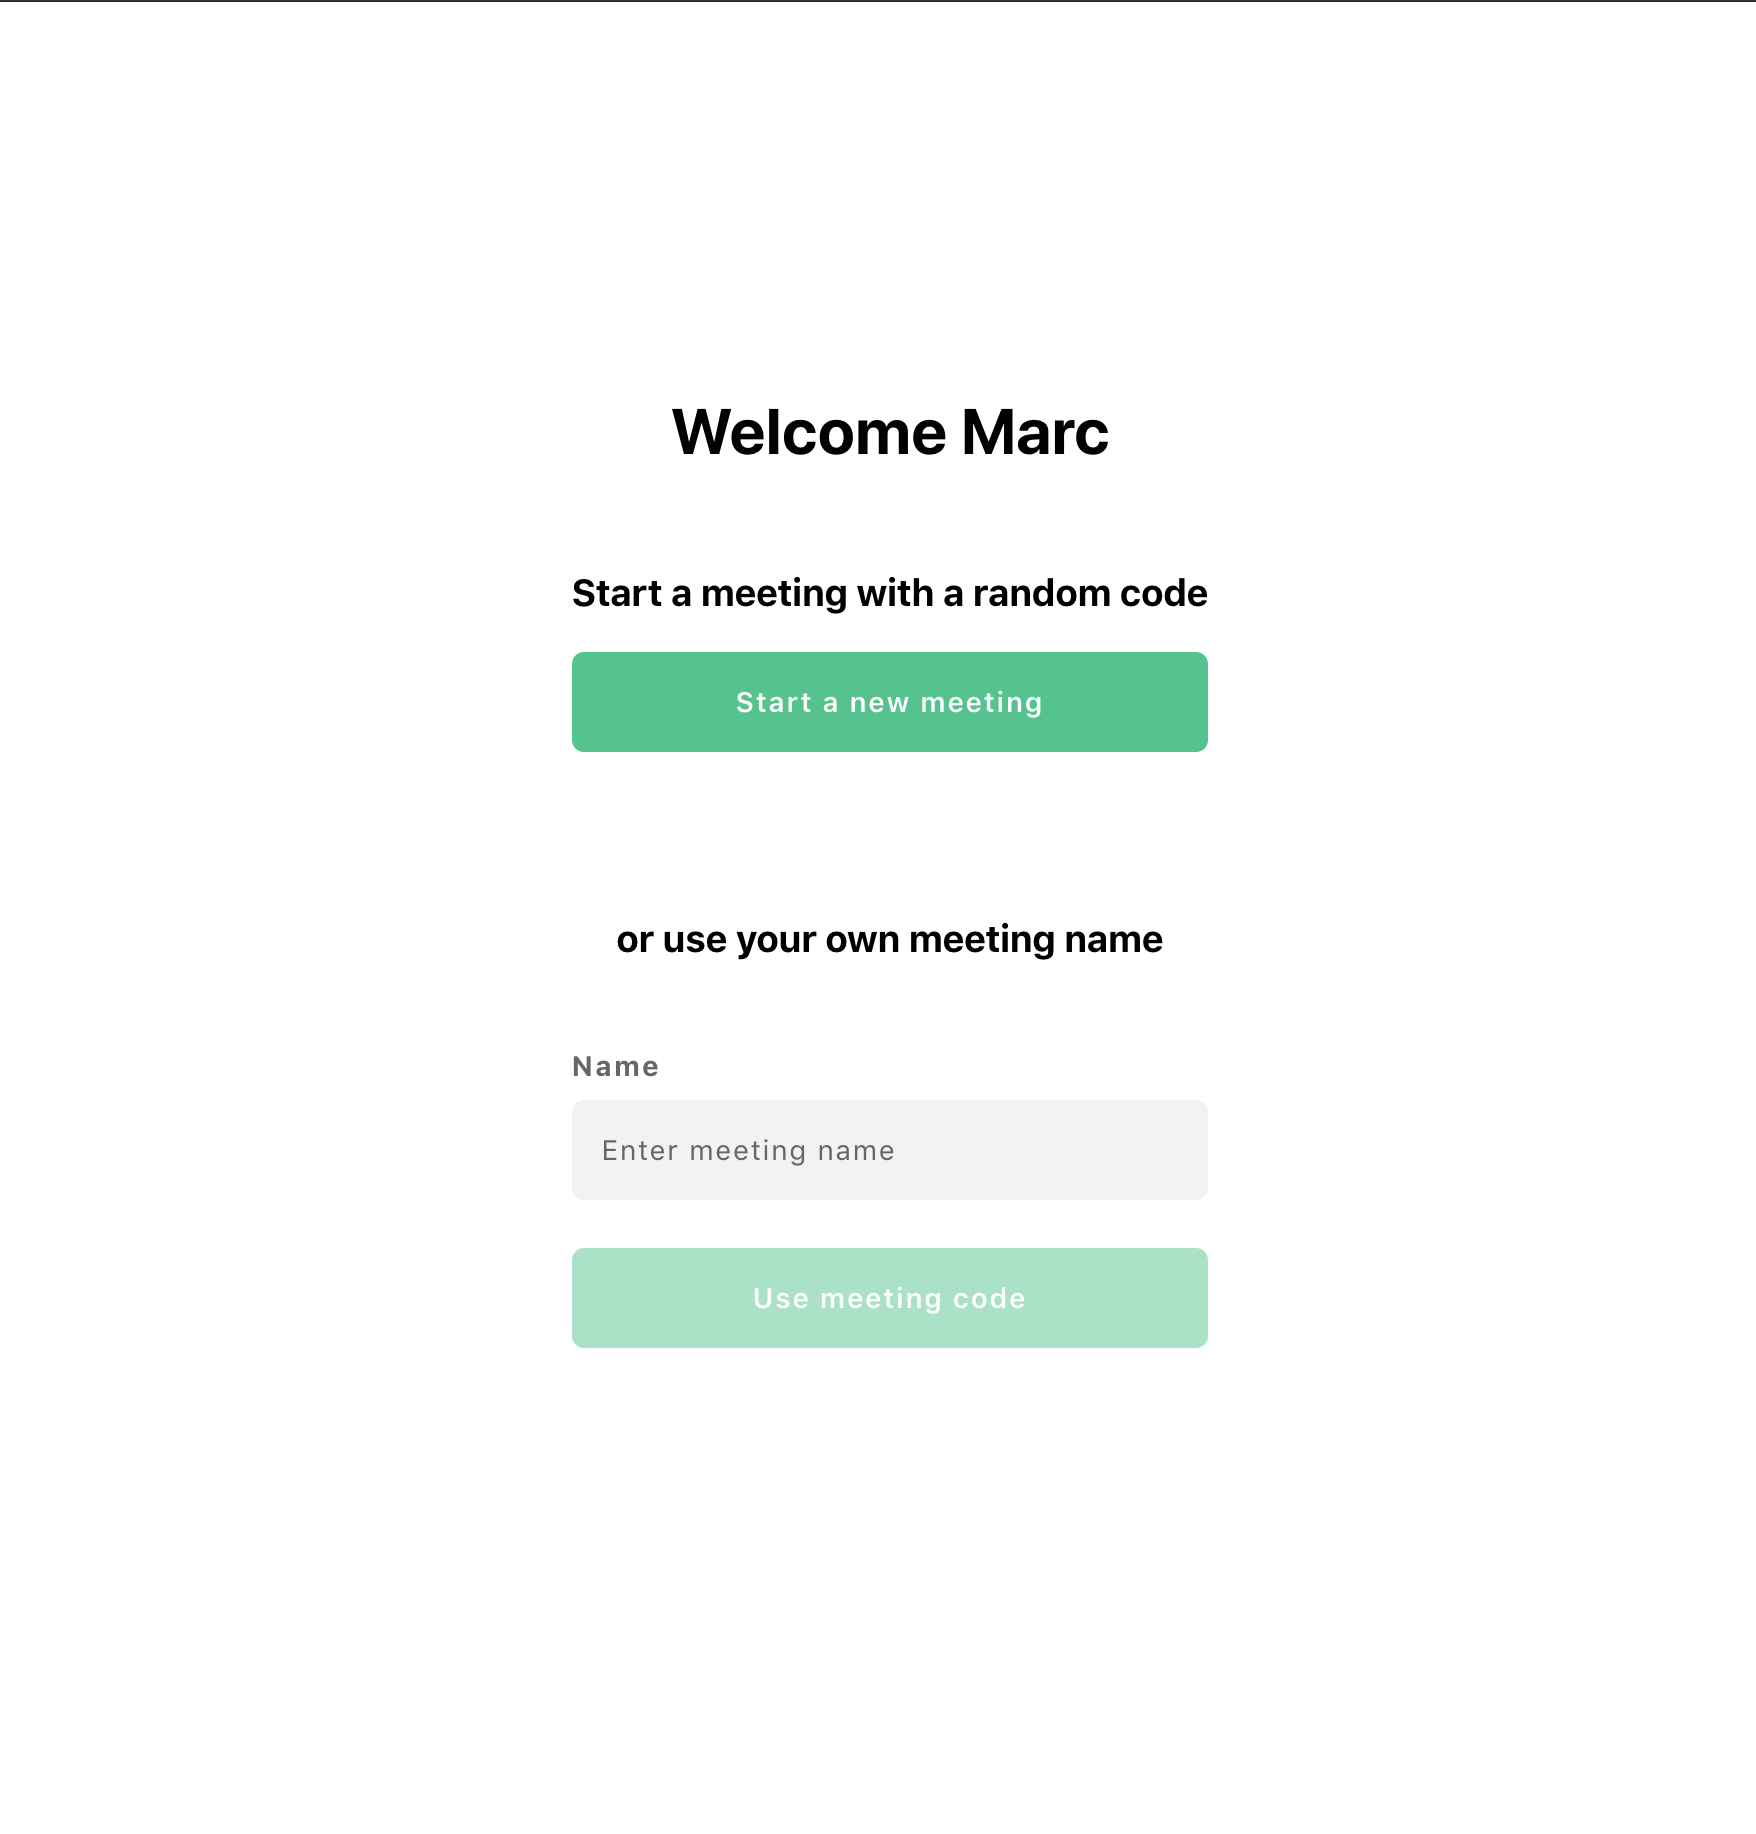 Welcome Marc
Start a meeting with a random code
Start a new meeting
or use your own meeting name
Name
Enter meeting name
Use meeting code